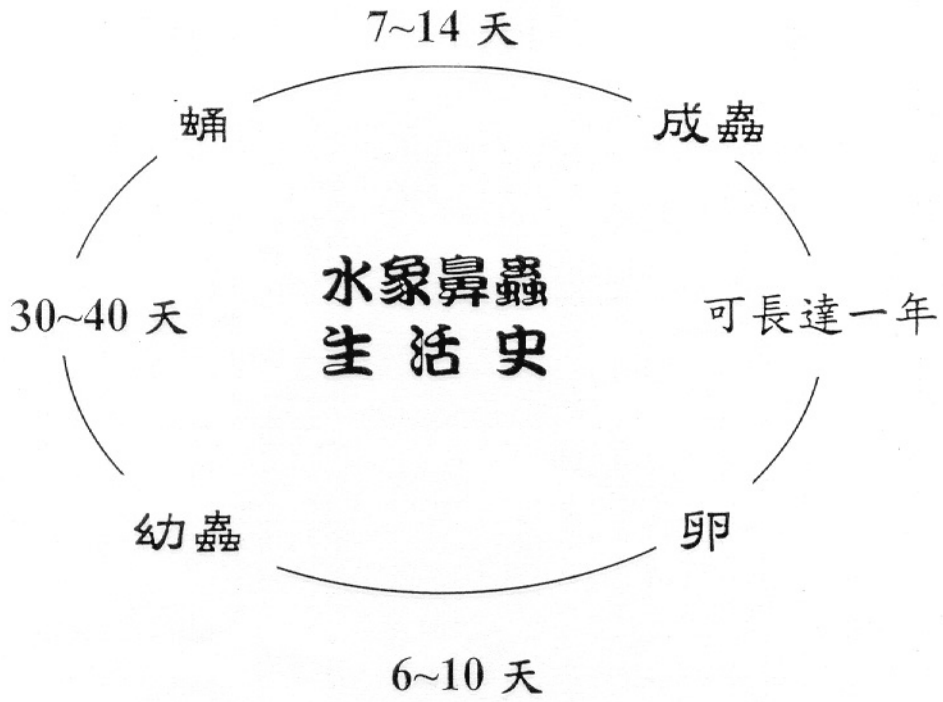 7~14 天
蛹
成蟲
水象鼻蟲
生活史
30~40 天
可長達一年
幼蟲
卵
6~10 天